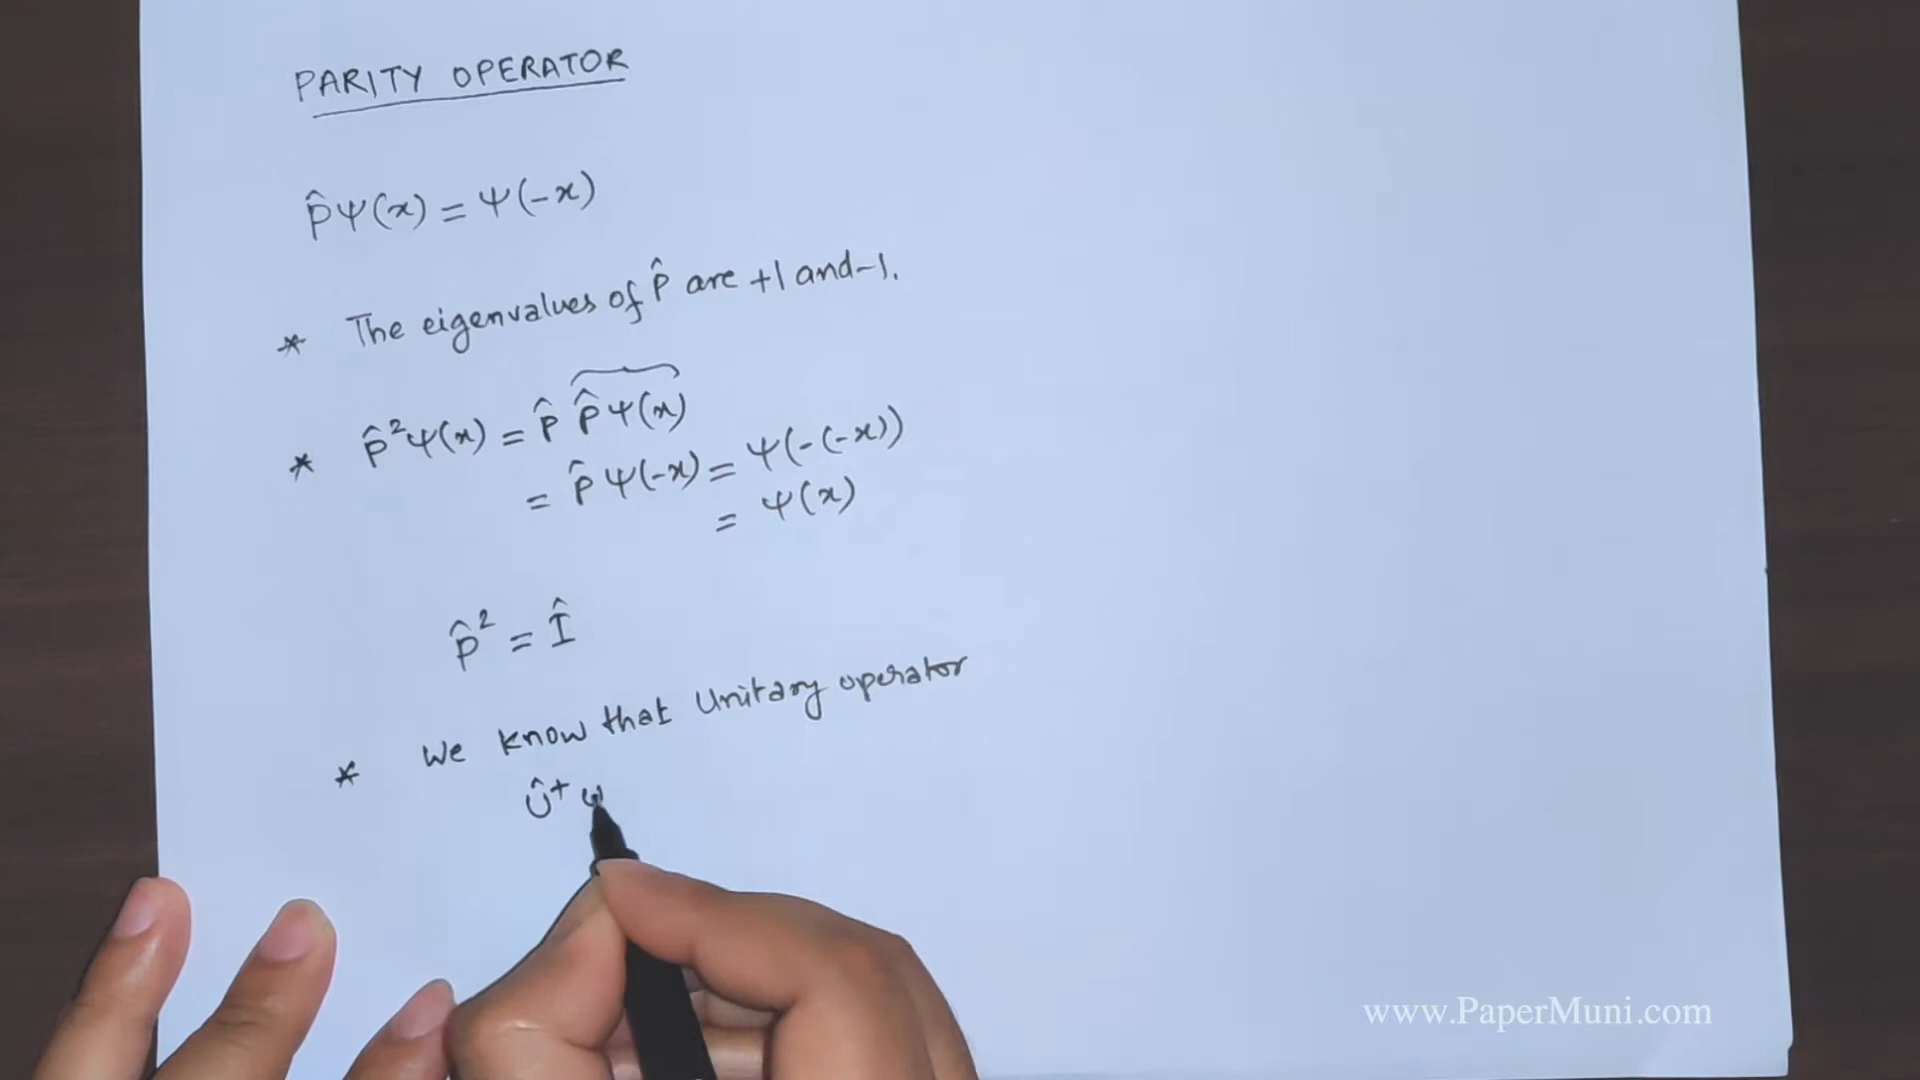 PARITY OPERATOR
P̂Ψ(x) = Ψ(-x)
* The eigenvalues of P̂ are +1 and -1.
* P̂²Ψ(x) = P̂ P̂Ψ(x)
= P̂Ψ(-x) = Ψ(-(-x))
= Ψ(x)
P̂² = Î
* We know that Unitary operator
Û⁺
www.PaperMuni.com